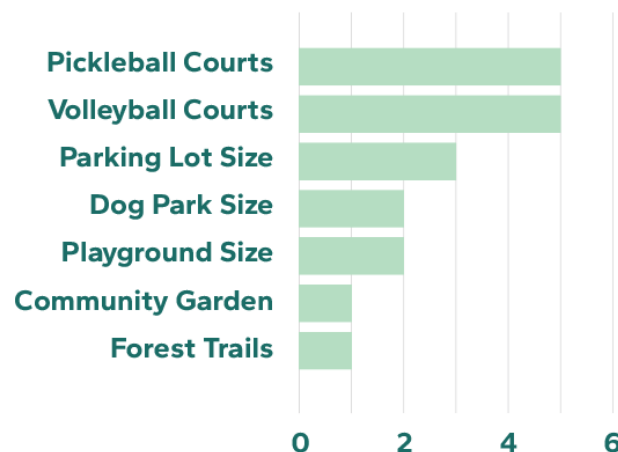 Pickleball Courts
Volleyball Courts
Parking Lot Size
Dog Park Size
Playground Size
Community Garden
Forest Trails
0 2 4 6